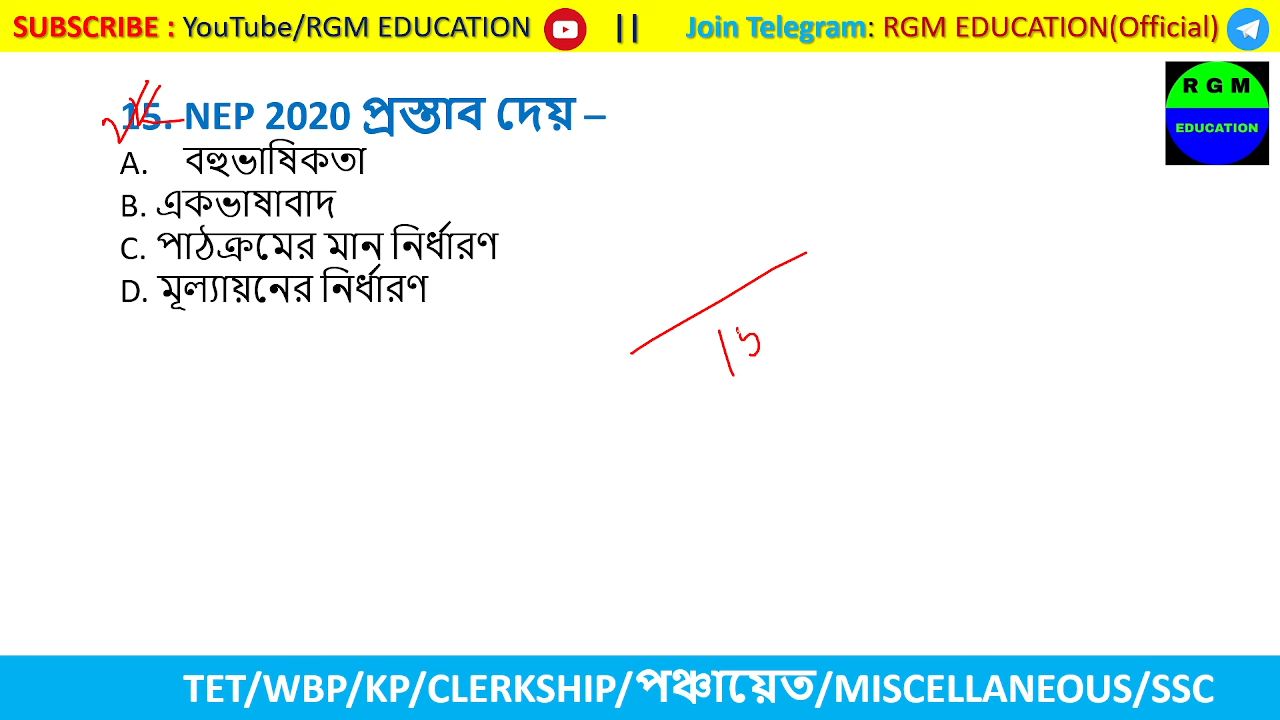 SUBSCRIBE : YouTube/RGM EDUCATION || Join Telegram: RGM EDUCATION(Official)
R G M
EDUCATION
15. NEP 2020 প্রস্তাব দেয় –
A. বহুভাষিকতা
B. একভাষাবাদ
C. পাঠক্রমের মান নির্ধারণ
D. মূল্যায়নের নির্ধারণ
15
TET/WBP/KP/CLERKSHIP/পঞ্চায়েত/MISCELLANEOUS/SSC